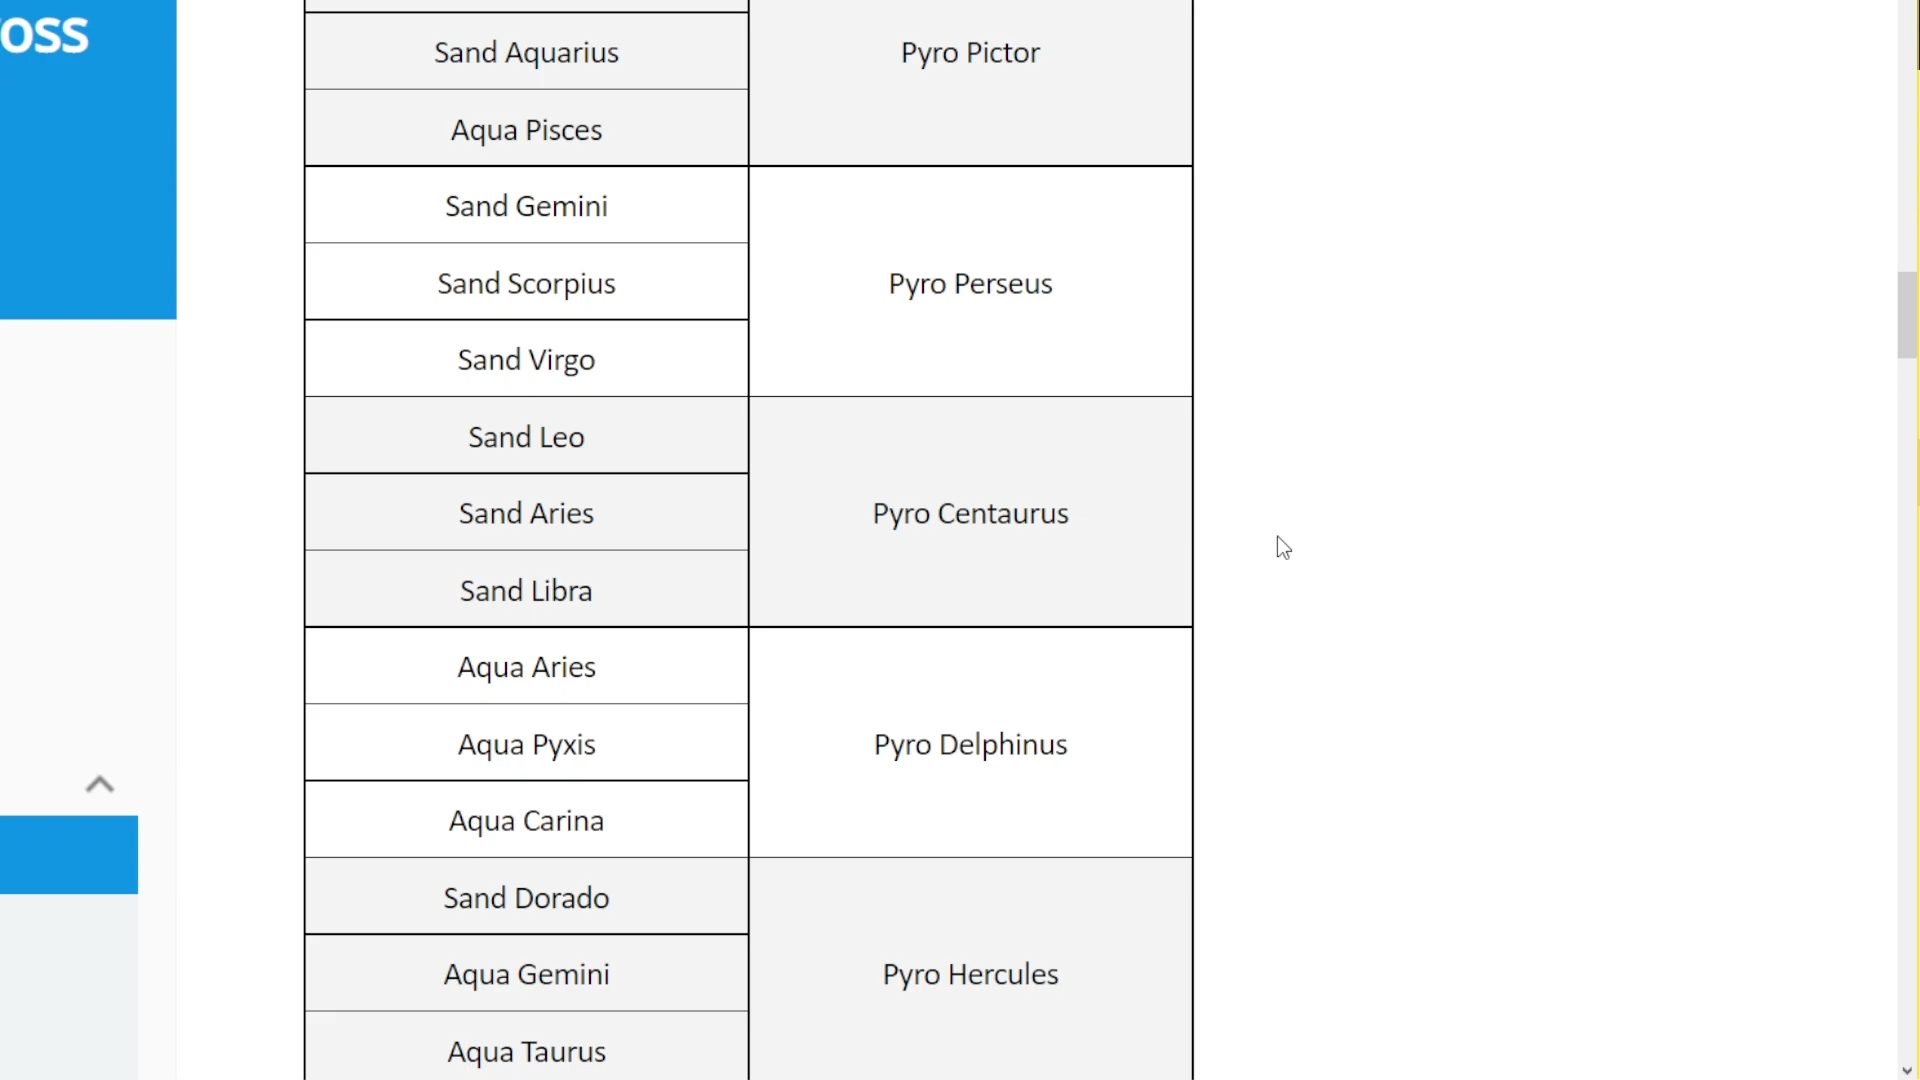 oss
Sand Aquarius
Pyro Pictor
Aqua Pisces
Sand Gemini
Sand Scorpius
Pyro Perseus
Sand Virgo
Sand Leo
Sand Aries
Pyro Centaurus
Sand Libra
Aqua Aries
Aqua Pyxis
Pyro Delphinus
Aqua Carina
Sand Dorado
Aqua Gemini
Pyro Hercules
Aqua Taurus